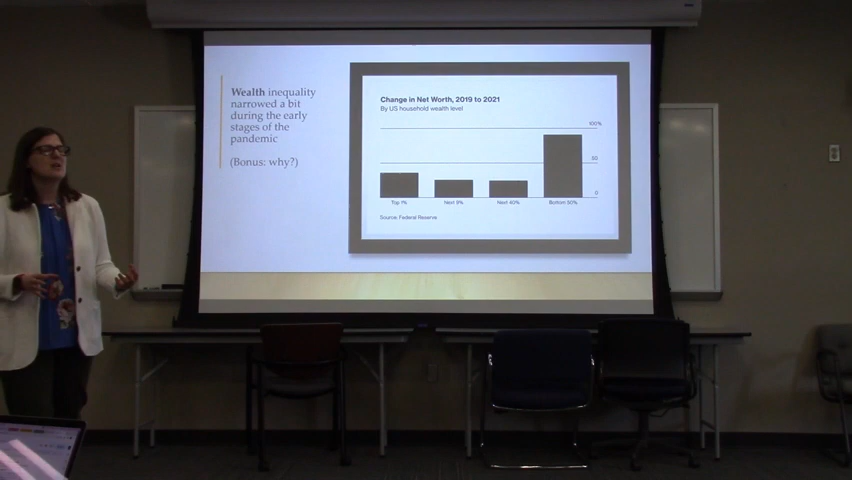 Wealth inequality
narrowed a bit
during the early
stages of the
pandemic
(Bonus: why?)
Change in Net Worth, 2019 to 2021
By US household wealth level
100%
50
0
Top 1%
Next 9%
Next 40%
Bottom 50%
Source: Federal Reserve